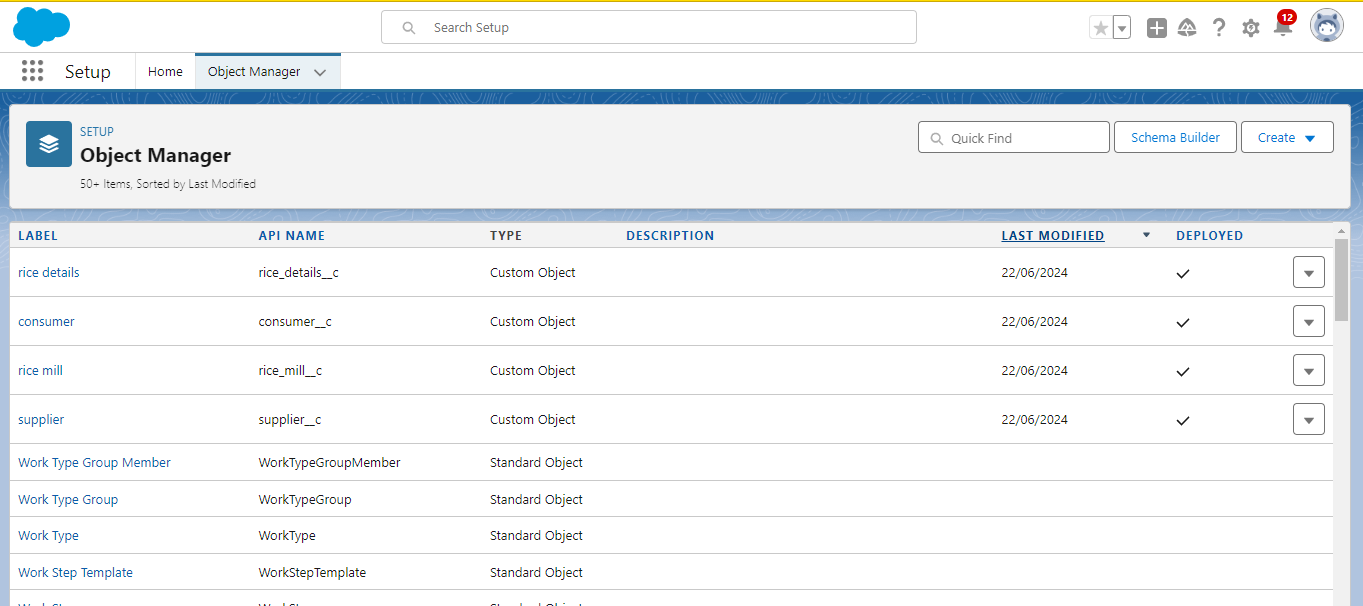 Search Setup
12
Setup
Home
Object Manager
SETUP
Object Manager
50+ Items, Sorted by Last Modified
Quick Find
Schema Builder
Create
LABEL API NAME TYPE DESCRIPTION LAST MODIFIED DEPLOYED
rice details rice_details__c Custom Object 22/06/2024
consumer consumer__c Custom Object 22/06/2024
rice mill rice_mill__c Custom Object 22/06/2024
supplier supplier__c Custom Object 22/06/2024
Work Type Group Member WorkTypeGroupMember Standard Object
Work Type Group WorkTypeGroup Standard Object
Work Type WorkType Standard Object
Work Step Template WorkStepTemplate Standard Object